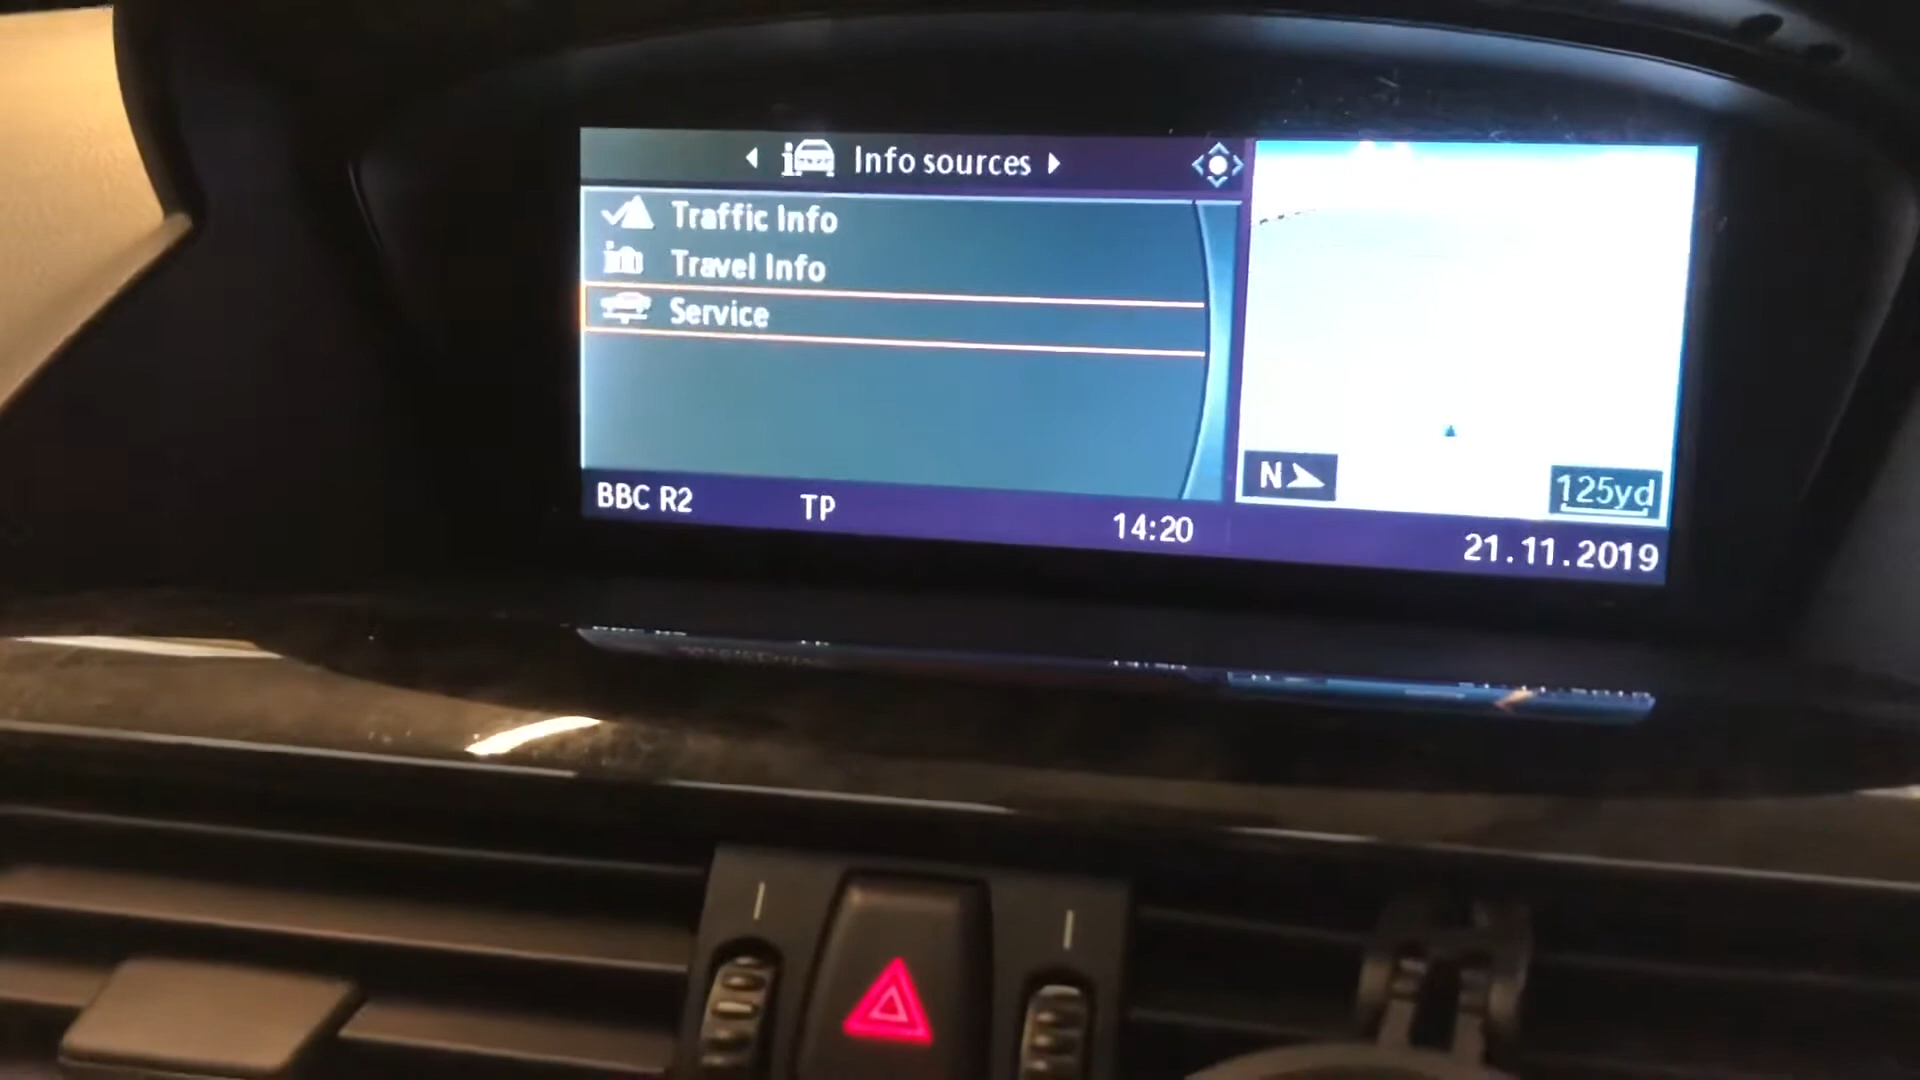 Info sources
Traffic Info
Travel Info
Service
N
125yd
BBC R2 TP 14:20 21.11.2019